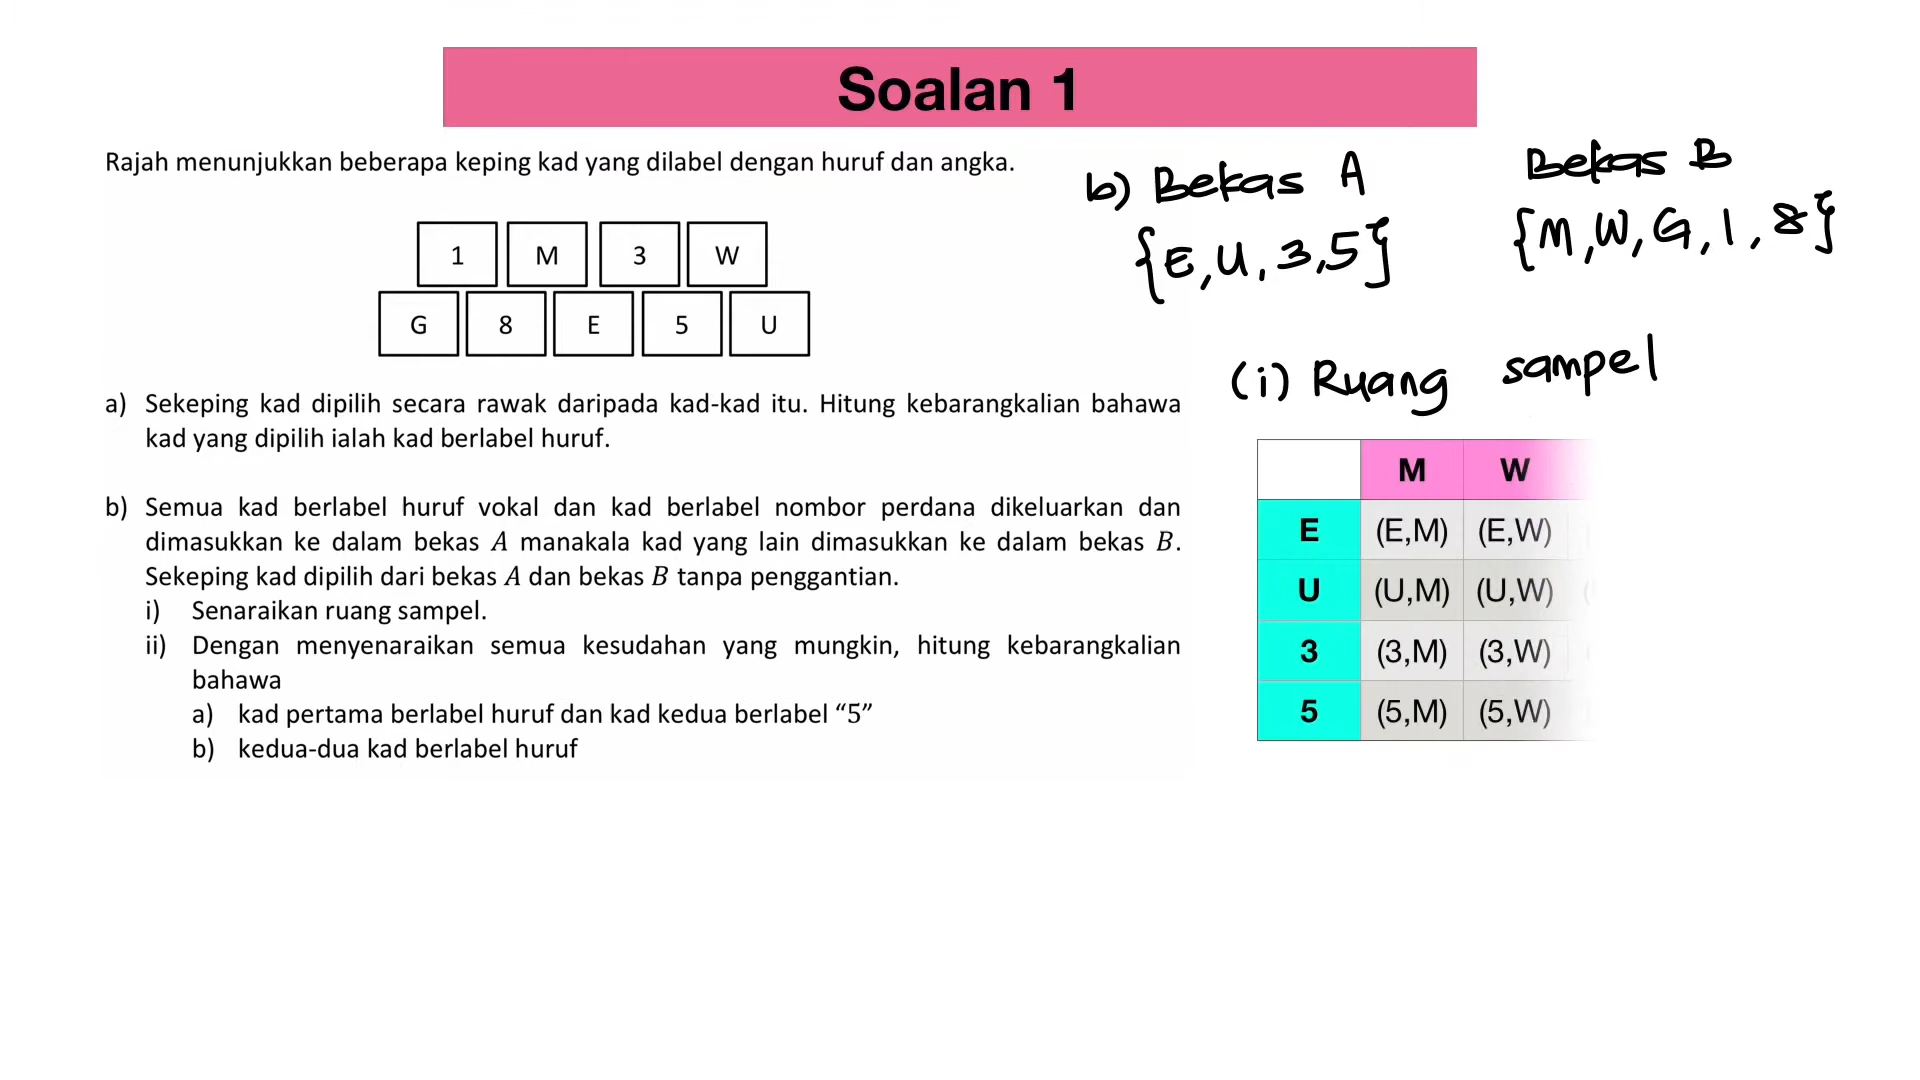 Soalan 1
Rajah menunjukkan beberapa keping kad yang dilabel dengan huruf dan angka.
1 M 3 W
G 8 E 5 U
a) Sekeping kad dipilih secara rawak daripada kad-kad itu. Hitung kebarangkalian bahawa
kad yang dipilih ialah kad berlabel huruf.
b) Semua kad berlabel huruf vokal dan kad berlabel nombor perdana dikeluarkan dan
dimasukkan ke dalam bekas A manakala kad yang lain dimasukkan ke dalam bekas B.
Sekeping kad dipilih dari bekas A dan bekas B tanpa penggantian.
i) Senaraikan ruang sampel.
ii) Dengan menyenaraikan semua kesudahan yang mungkin, hitung kebarangkalian
bahawa
a) kad pertama berlabel huruf dan kad kedua berlabel “5”
b) kedua-dua kad berlabel huruf
b) Bekas A
{E,U,3,5}
Bekas B
{M,W,G,1,8}
(i) Ruang sampel
M W
E (E,M) (E,W)
U (U,M) (U,W)
3 (3,M) (3,W)
5 (5,M) (5,W)